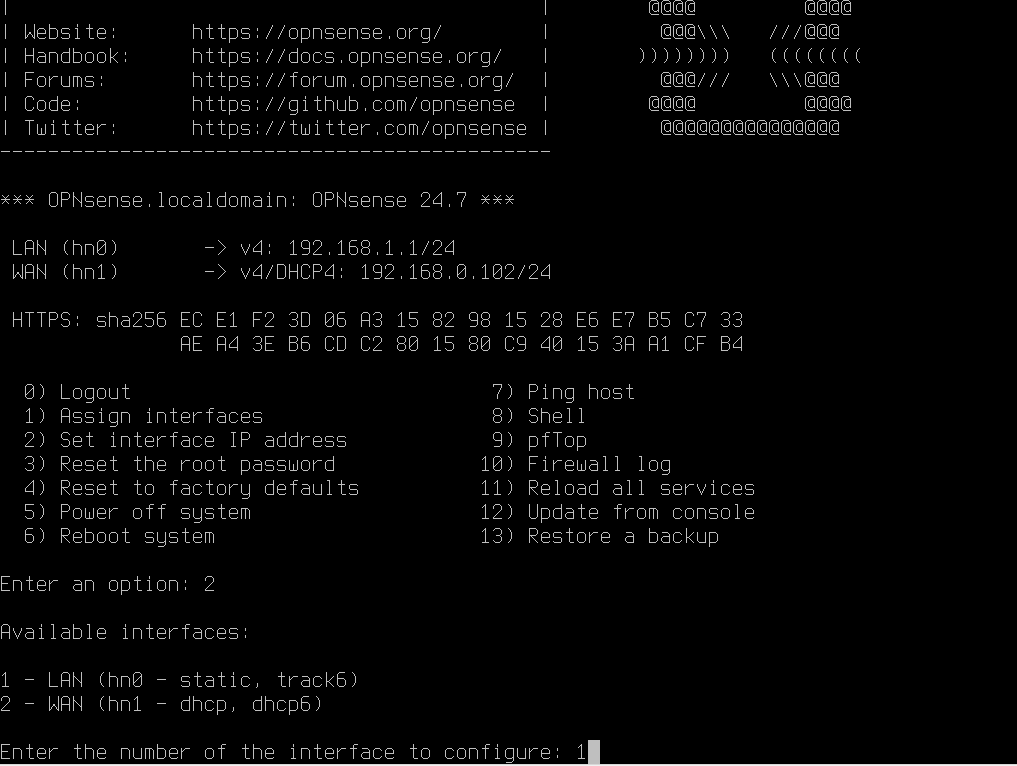 |                                             |         @@@@         @@@@
| Website:      https://opnsense.org/         |          @@@\\\   ///@@@
| Handbook:     https://docs.opnsense.org/    |        ))))))))   ((((((((
| Forums:       https://forum.opnsense.org/   |          @@@///   \\\@@@
| Code:         https://github.com/opnsense   |         @@@@         @@@@
| Twitter:      https://twitter.com/opnsense  |          @@@@@@@@@@@@@@@
----------------------------------------------
*** OPNsense.localdomain: OPNsense 24.7 ***
 LAN (hn0)       -> v4: 192.168.1.1/24
 WAN (hn1)       -> v4/DHCP4: 192.168.0.102/24
 HTTPS: sha256 EC E1 F2 3D 06 A3 15 82 98 15 28 E6 E7 B5 C7 33
               AE A4 3E B6 CD C2 80 15 80 C9 40 15 3A A1 CF B4
  0) Logout                              7) Ping host
  1) Assign interfaces                   8) Shell
  2) Set interface IP address            9) pfTop
  3) Reset the root password            10) Firewall log
  4) Reset to factory defaults          11) Reload all services
  5) Power off system                   12) Update from console
  6) Reboot system                      13) Restore a backup
Enter an option: 2
Available interfaces:
1 - LAN (hn0 - static, track6)
2 - WAN (hn1 - dhcp, dhcp6)
Enter the number of the interface to configure: 1